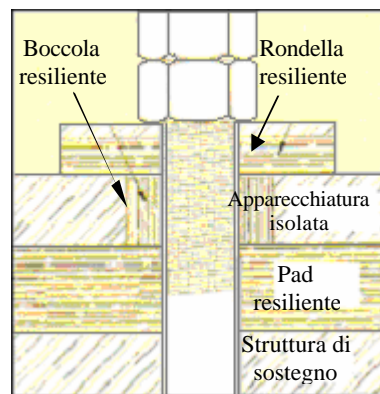 Boccola
resiliente
Rondella
resiliente
Apparecchiatura
isolata
Pad
resiliente
Struttura di
sostegno